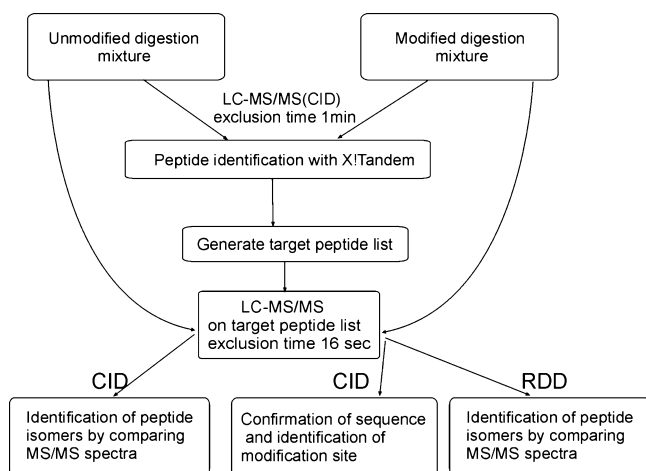 Unmodified digestion
mixture
Modified digestion
mixture
LC-MS/MS(CID)
exclusion time 1min
Peptide identification with X!Tandem
Generate target peptide list
LC-MS/MS
on target peptide list
exclusion time 16 sec
CID
CID
RDD
Identification of peptide
isomers by comparing
MS/MS spectra
Confirmation of sequence
and identification of
modification site
Identification of peptide
isomers by comparing
MS/MS spectra